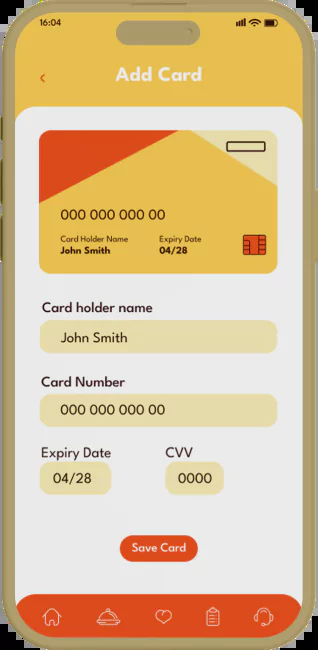 16:04
Add Card
000 000 000 00
Card Holder Name Expiry Date
John Smith 04/28
Card holder name
John Smith
Card Number
000 000 000 00
Expiry Date CVV
04/28 0000
Save Card